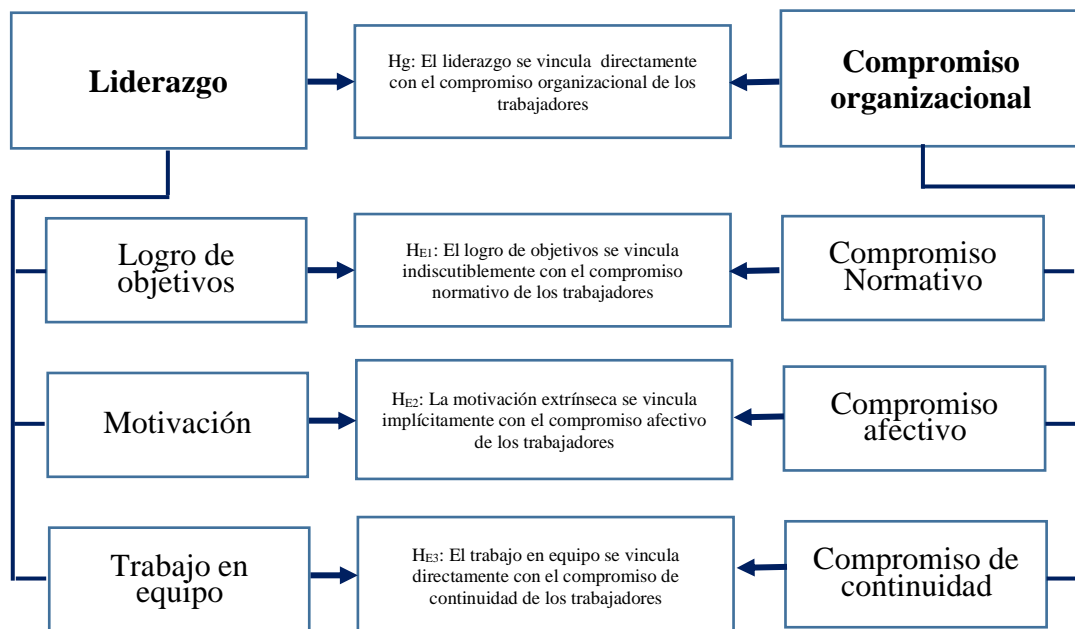 Liderazgo
Hg: El liderazgo se vincula directamente
con el compromiso organizacional de los
trabajadores
Compromiso
organizacional
Logro de
objetivos
HE1: El logro de objetivos se vincula
indiscutiblemente con el compromiso
normativo de los trabajadores
Compromiso
Normativo
Motivación
HE2: La motivación extrínseca se vincula
implícitamente con el compromiso afectivo
de los trabajadores
Compromiso
afectivo
Trabajo en
equipo
HE3: El trabajo en equipo se vincula
directamente con el compromiso de
continuidad de los trabajadores
Compromiso de
continuidad